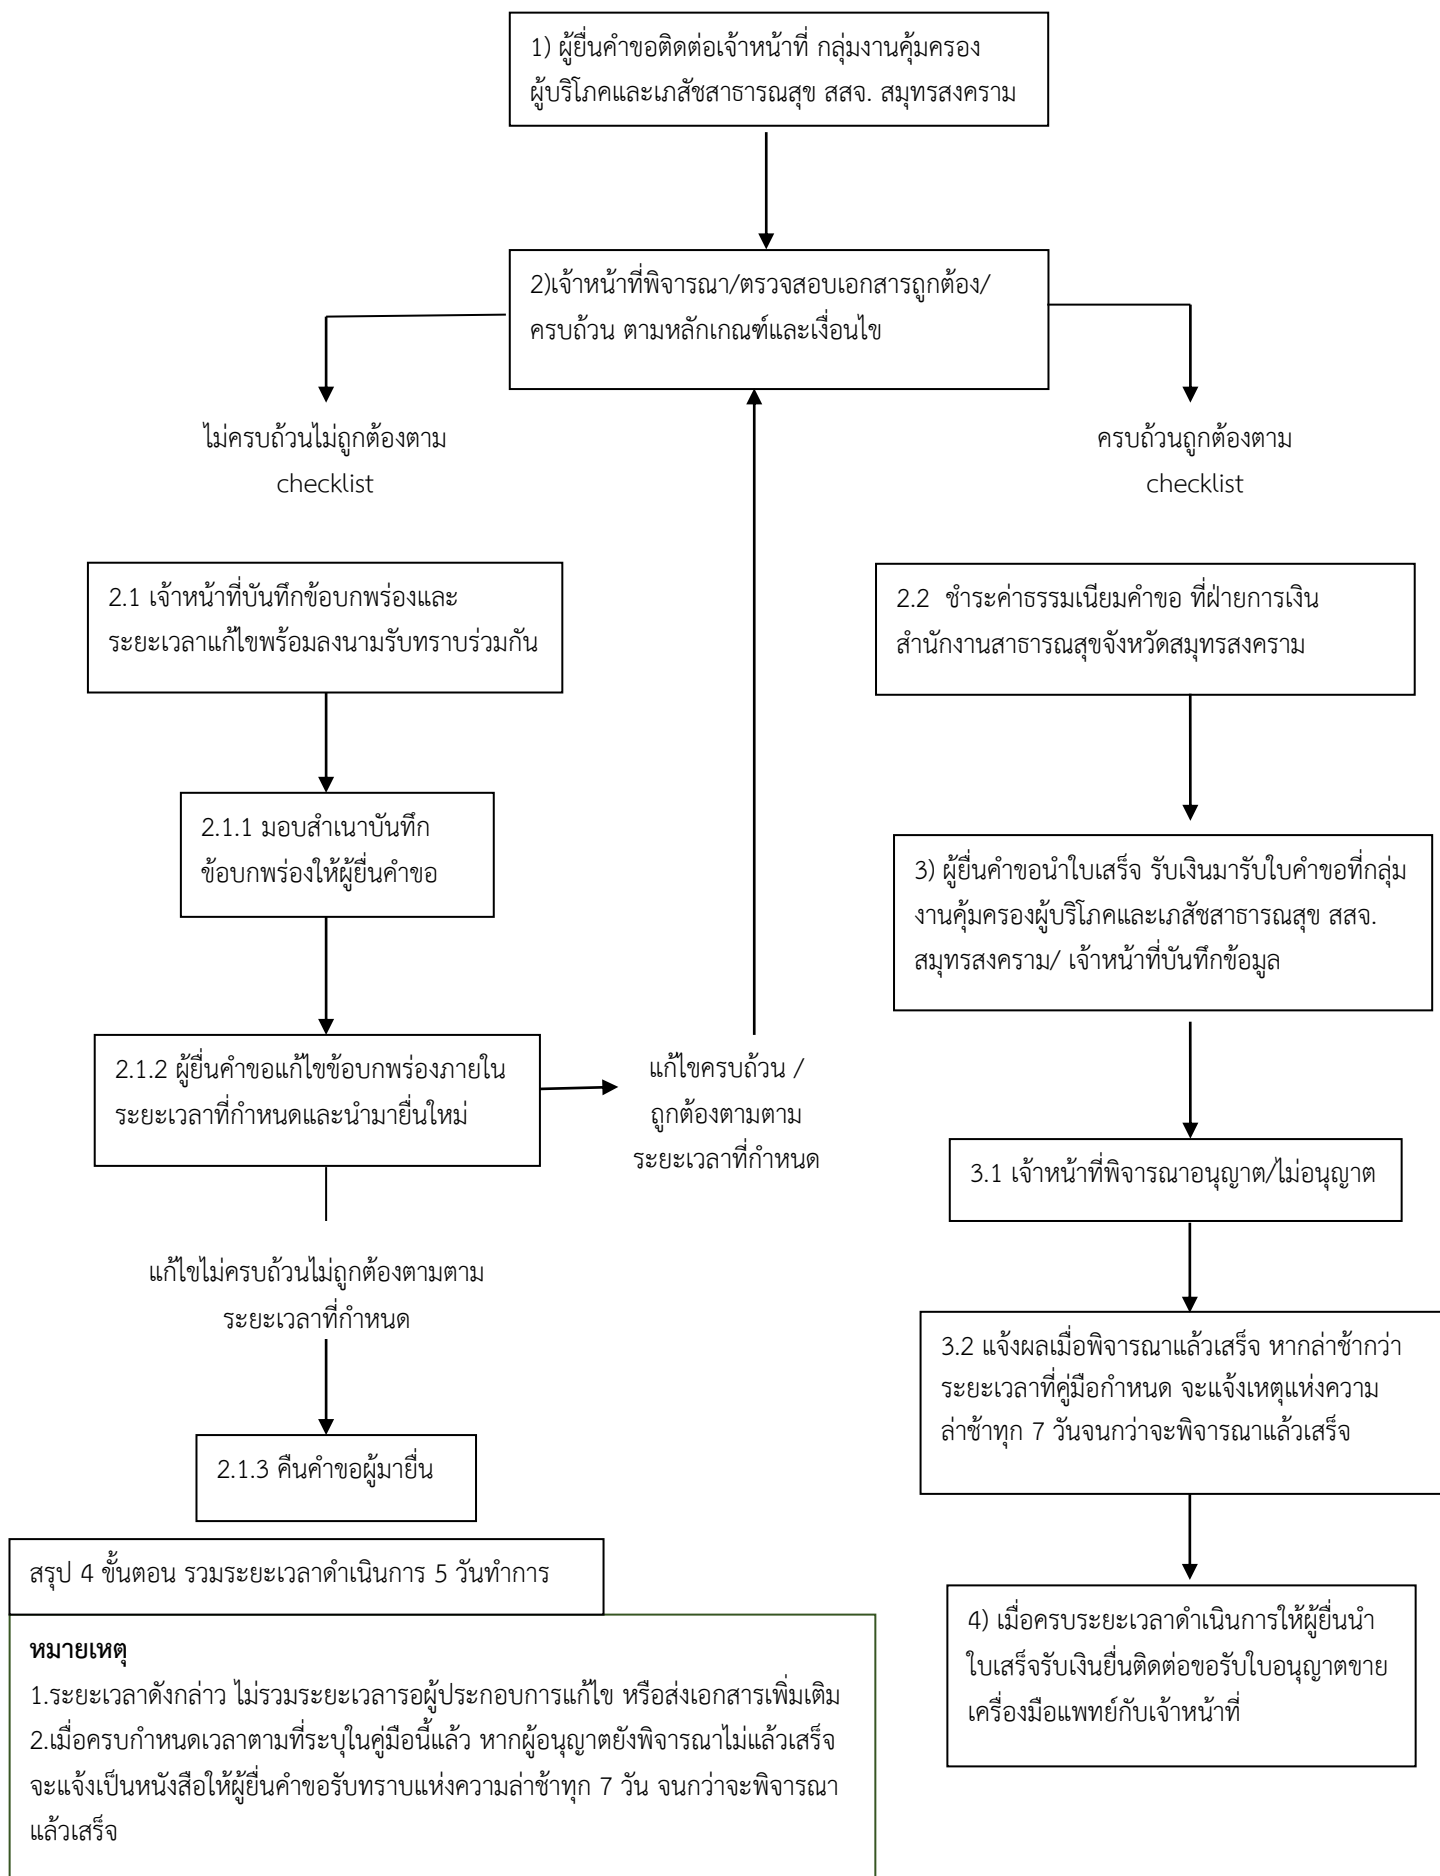 1) ผู้ยื่นคำขอติดต่อเจ้าหน้าที่ กลุ่มงานคุ้มครอง
ผู้บริโภคและเภสัชสาธารณสุข สสจ. สมุทรสงคราม
2)เจ้าหน้าที่พิจารณา/ตรวจสอบเอกสารถูกต้อง/
ครบถ้วน ตามหลักเกณฑ์และเงื่อนไข
ไม่ครบถ้วนไม่ถูกต้องตาม
checklist
ครบถ้วนถูกต้องตาม
checklist
2.1 เจ้าหน้าที่บันทึกข้อบกพร่องและ
ระยะเวลาแก้ไขพร้อมลงนามรับทราบร่วมกัน
2.2 ชำระค่าธรรมเนียมคำขอ ที่ฝ่ายการเงิน
สำนักงานสาธารณสุขจังหวัดสมุทรสงคราม
2.1.1 มอบสำเนาบันทึก
ข้อบกพร่องให้ผู้ยื่นคำขอ
3) ผู้ยื่นคำขอนำใบเสร็จ รับเงินมารับใบคำขอที่กลุ่ม
งานคุ้มครองผู้บริโภคและเภสัชสาธารณสุข สสจ.
สมุทรสงคราม/ เจ้าหน้าที่บันทึกข้อมูล
2.1.2 ผู้ยื่นคำขอแก้ไขข้อบกพร่องภายใน
ระยะเวลาที่กำหนดและนำมายื่นใหม่
แก้ไขครบถ้วน /
ถูกต้องตามตาม
ระยะเวลาที่กำหนด
3.1 เจ้าหน้าที่พิจารณาอนุญาต/ไม่อนุญาต
แก้ไขไม่ครบถ้วนไม่ถูกต้องตามตาม
ระยะเวลาที่กำหนด
3.2 แจ้งผลเมื่อพิจารณาแล้วเสร็จ หากล่าช้ากว่า
ระยะเวลาที่คู่มือกำหนด จะแจ้งเหตุแห่งความ
ล่าช้าทุก 7 วันจนกว่าจะพิจารณาแล้วเสร็จ
2.1.3 คืนคำขอผู้มายื่น
สรุป 4 ขั้นตอน รวมระยะเวลาดำเนินการ 5 วันทำการ
4) เมื่อครบระยะเวลาดำเนินการให้ผู้ยื่นนำ
ใบเสร็จรับเงินยื่นติดต่อขอรับใบอนุญาตขาย
เครื่องมือแพทย์กับเจ้าหน้าที่
หมายเหตุ
1.ระยะเวลาดังกล่าว ไม่รวมระยะเวลารอผู้ประกอบการแก้ไข หรือส่งเอกสารเพิ่มเติม
2.เมื่อครบกำหนดเวลาตามที่ระบุในคู่มือนี้แล้ว หากผู้อนุญาตยังพิจารณาไม่แล้วเสร็จ
จะแจ้งเป็นหนังสือให้ผู้ยื่นคำขอรับทราบแห่งความล่าช้าทุก 7 วัน จนกว่าจะพิจารณา
แล้วเสร็จ